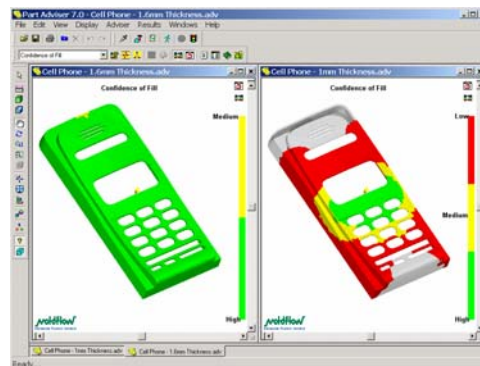 Part Adviser 7.0 - Cell Phone - 1.6mm Thickness.adv
File Edit View Display Adviser Results Windows Help
Confidence of Fill
Cell Phone - 1.6mm Thickness.adv
Confidence of Fill
Medium
High
moldflow
Cell Phone - 1mm Thickness.adv
Confidence of Fill
Low
Medium
High
moldflow
Cell Phone - 1mm Thickness.adv
Cell Phone - 1.6mm Thickness.adv
Ready